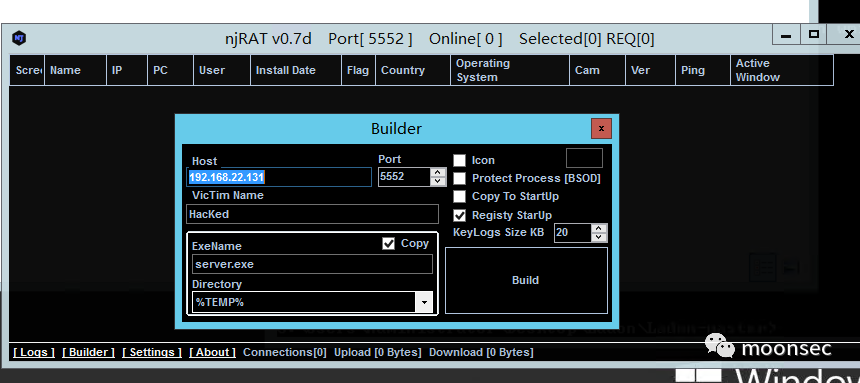 MJ njRAT v0.7d Port[ 5552 ] Online[ 0 ] Selected[0] REQ[0]
Scree Name IP PC User Install Date Flag Country Operating System Cam Ver Ping Active Window
Builder
Host Port
192.168.22.131 5552
VicTim Name
HacKed
ExeName Copy
server.exe
Directory
%TEMP%
Icon
Protect Process [BSOD]
Copy To StartUp
Registy StarUp
KeyLogs Size KB 20
Build
[ Logs ] [ Builder ] [ Settings ] [ About ] Connections[0] Upload [0 Bytes] Download [0 Bytes]
moonsec
Window